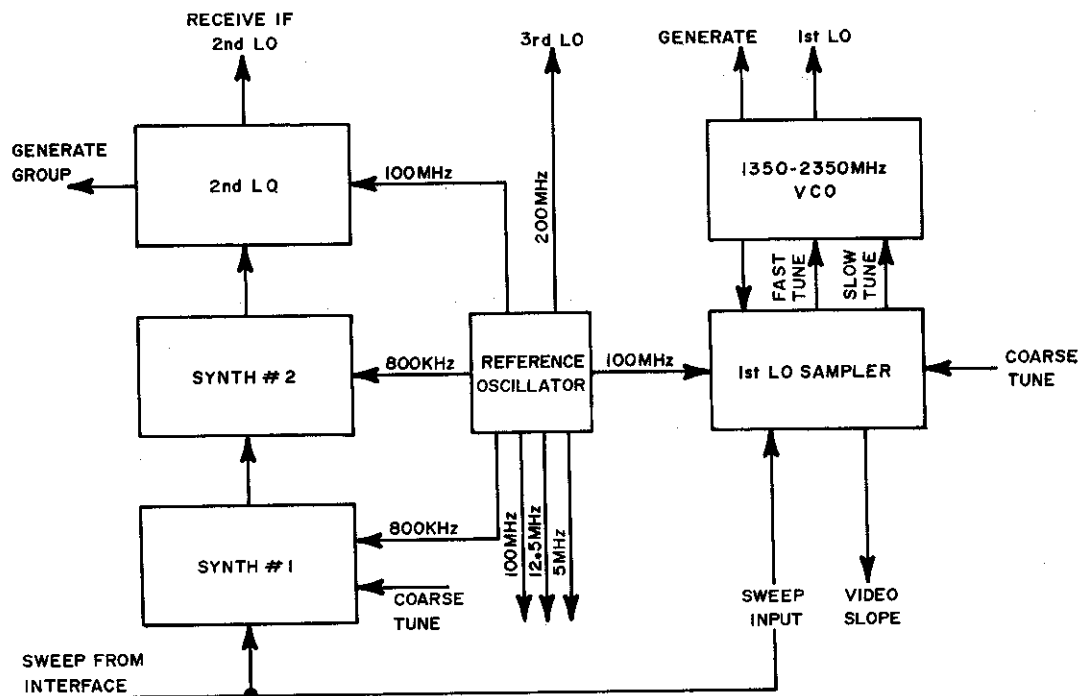 RECEIVE IF
2nd LO
3rd LO
GENERATE
1st LO
GENERATE
GROUP
2nd LO
100MHz
200MHz
1350-2350MHz
VCO
FAST
TUNE
SLOW
TUNE
SYNTH #2
800KHz
REFERENCE
OSCILLATOR
100MHz
1st LO SAMPLER
COARSE
TUNE
SYNTH #1
800KHz
COARSE
TUNE
100MHz
12.5MHz
5MHz
SWEEP
INPUT
VIDEO
SLOPE
SWEEP FROM
INTERFACE